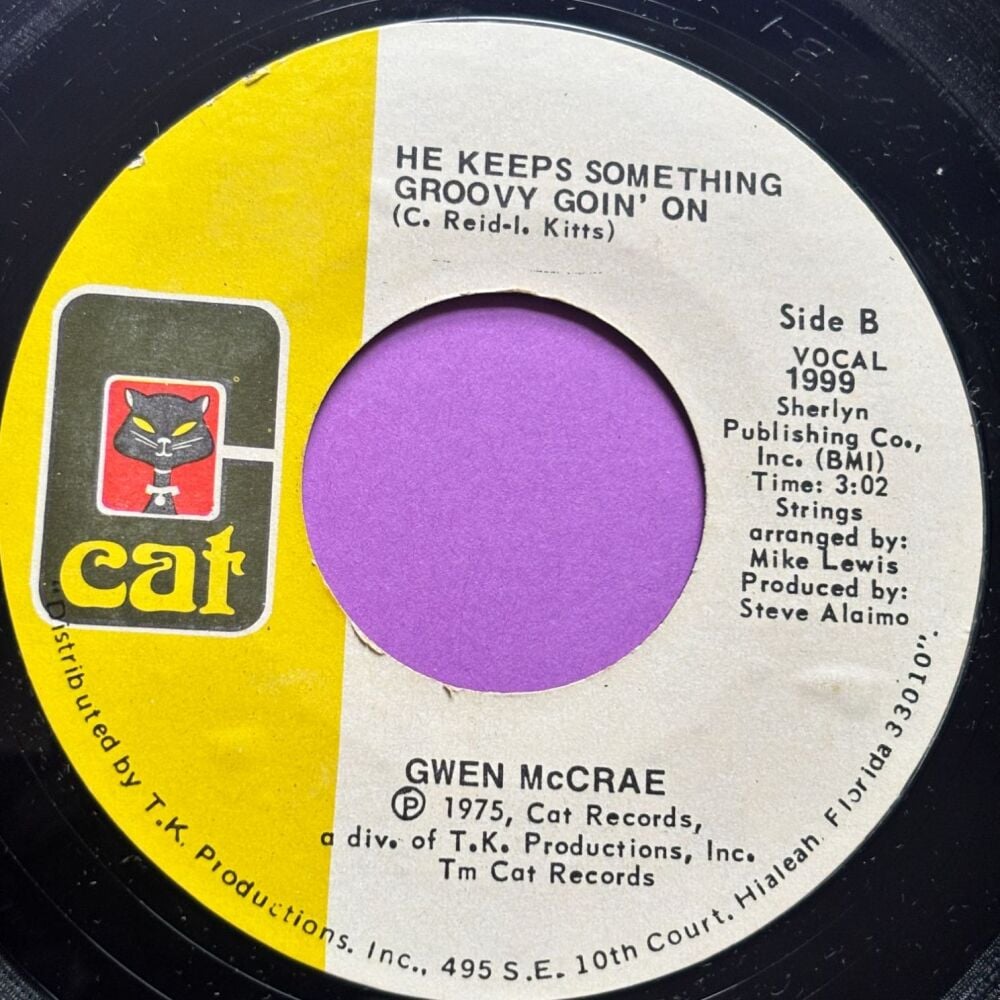 HE KEEPS SOMETHING
GROOVY GOIN' ON
(C. Reid-I. Kitts)
Side B
VOCAL
1999
Sherlyn
Publishing Co.,
Inc. (BMI)
Time: 3:02
Strings
arranged by:
Mike Lewis
Produced by:
Steve Alaimo
cat
GWEN McCRAE
Ⓟ 1975, Cat Records,
a div. of T.K. Productions, Inc.
Tm Cat Records
"Distributed by T.K. Productions, Inc., 495 S.E. 10th Court, Hialeah, Florida 33010".